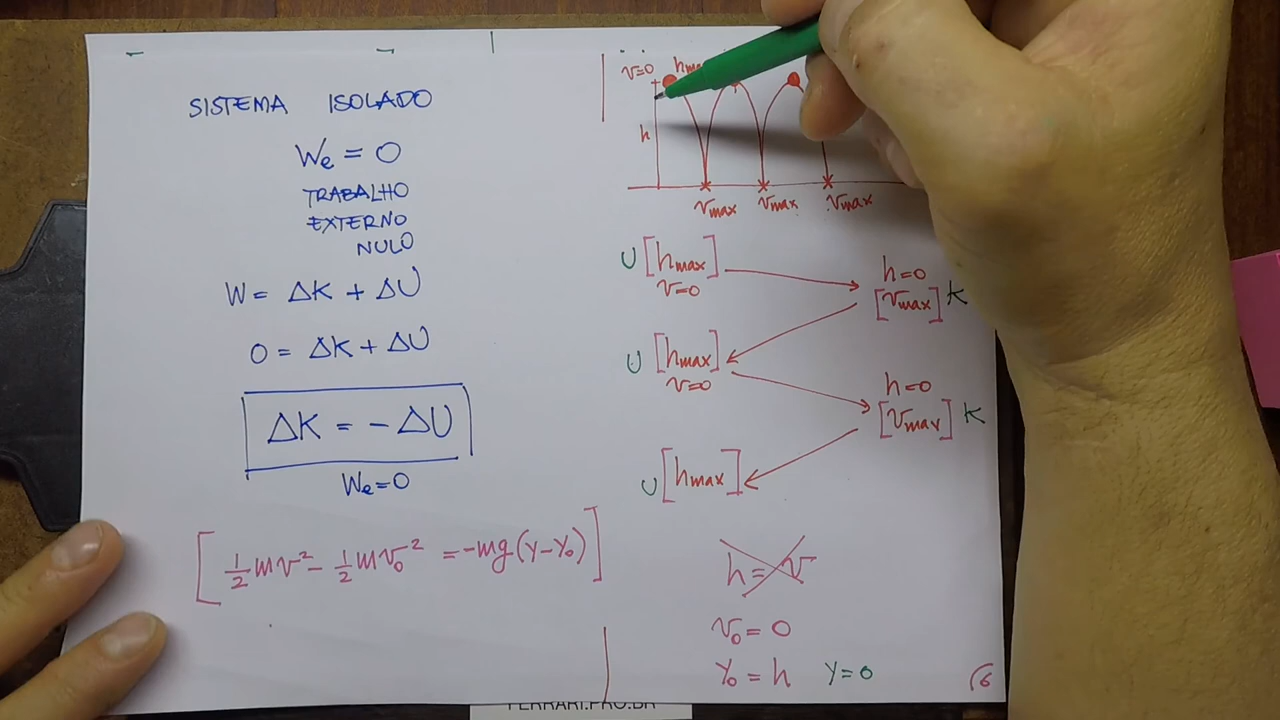 SISTEMA ISOLADO
We = 0
TRABALHO
EXTERNO
NULO
W = ΔK + ΔU
0 = ΔK + ΔU
ΔK = - ΔU
We=0
[½mv² - ½mv₀² = -mg(y-y₀)]
v=0
h
vmax vmax vmax
U [hmax]
v=0
h=0
[vmax] K
U [hmax]
v=0
h=0
[vmax] K
U [hmax]
h = v
v₀ = 0
y₀ = h y=0
16
FERRARI.PRO.BR